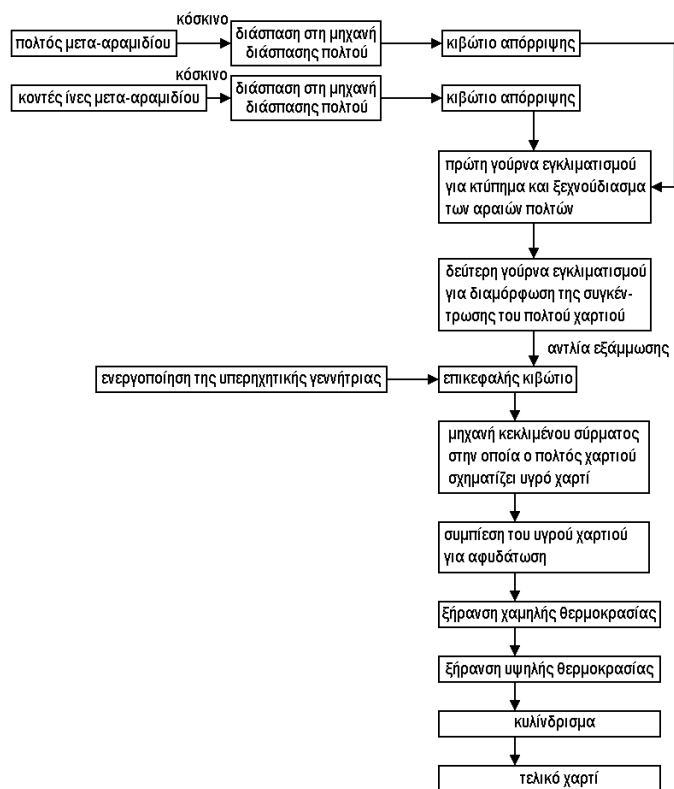 κόσκινο
πολτός μετα-αραμιδίου
διάσπαση στη μηχανή
διάσπασης πολτού
κιβώτιο απόρριψης
κόσκινο
κοντές ίνες μετα-αραμιδίου
διάσπαση στη μηχανή
διάσπασης πολτού
κιβώτιο απόρριψης
πρώτη γούρνα εγκλιματισμού
για κτύπημα και ξεχνούδιασμα
των αραιών πολτών
δεύτερη γούρνα εγκλιματισμού
για διαμόρφωση της συγκέν-
τρωσης του πολτού χαρτιού
αντλία εξάμμωσης
ενεργοποίηση της υπερηχητικής γεννήτριας
επικεφαλής κιβώτιο
μηχανή κεκλιμένου σύρματος
στην οποία ο πολτός χαρτιού
σχηματίζει υγρό χαρτί
συμπίεση του υγρού χαρτιού
για αφυδάτωση
ξήρανση χαμηλής θερμοκρασίας
ξήρανση υψηλής θερμοκρασίας
κυλίνδρισμα
τελικό χαρτί